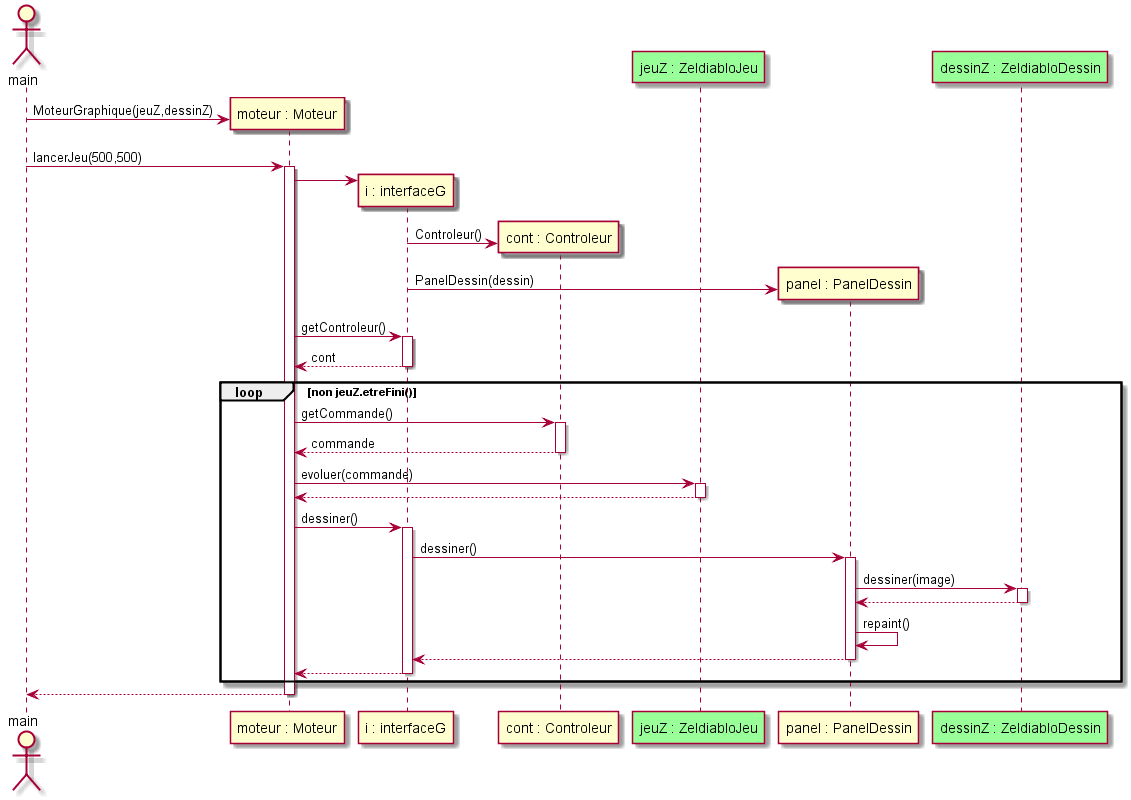 main
jeuZ : ZeldiabloJeu
dessinZ : ZeldiabloDessin
MoteurGraphique(jeuZ,dessinZ)
moteur : Moteur
lancerJeu(500,500)
i : interfaceG
Controleur()
cont : Controleur
PanelDessin(dessin)
panel : PanelDessin
getControleur()
cont
loop
[non jeuZ.etreFini()]
getCommande()
commande
evoluer(commande)
dessiner()
dessiner()
dessiner(image)
repaint()
main
moteur : Moteur
i : interfaceG
cont : Controleur
jeuZ : ZeldiabloJeu
panel : PanelDessin
dessinZ : ZeldiabloDessin